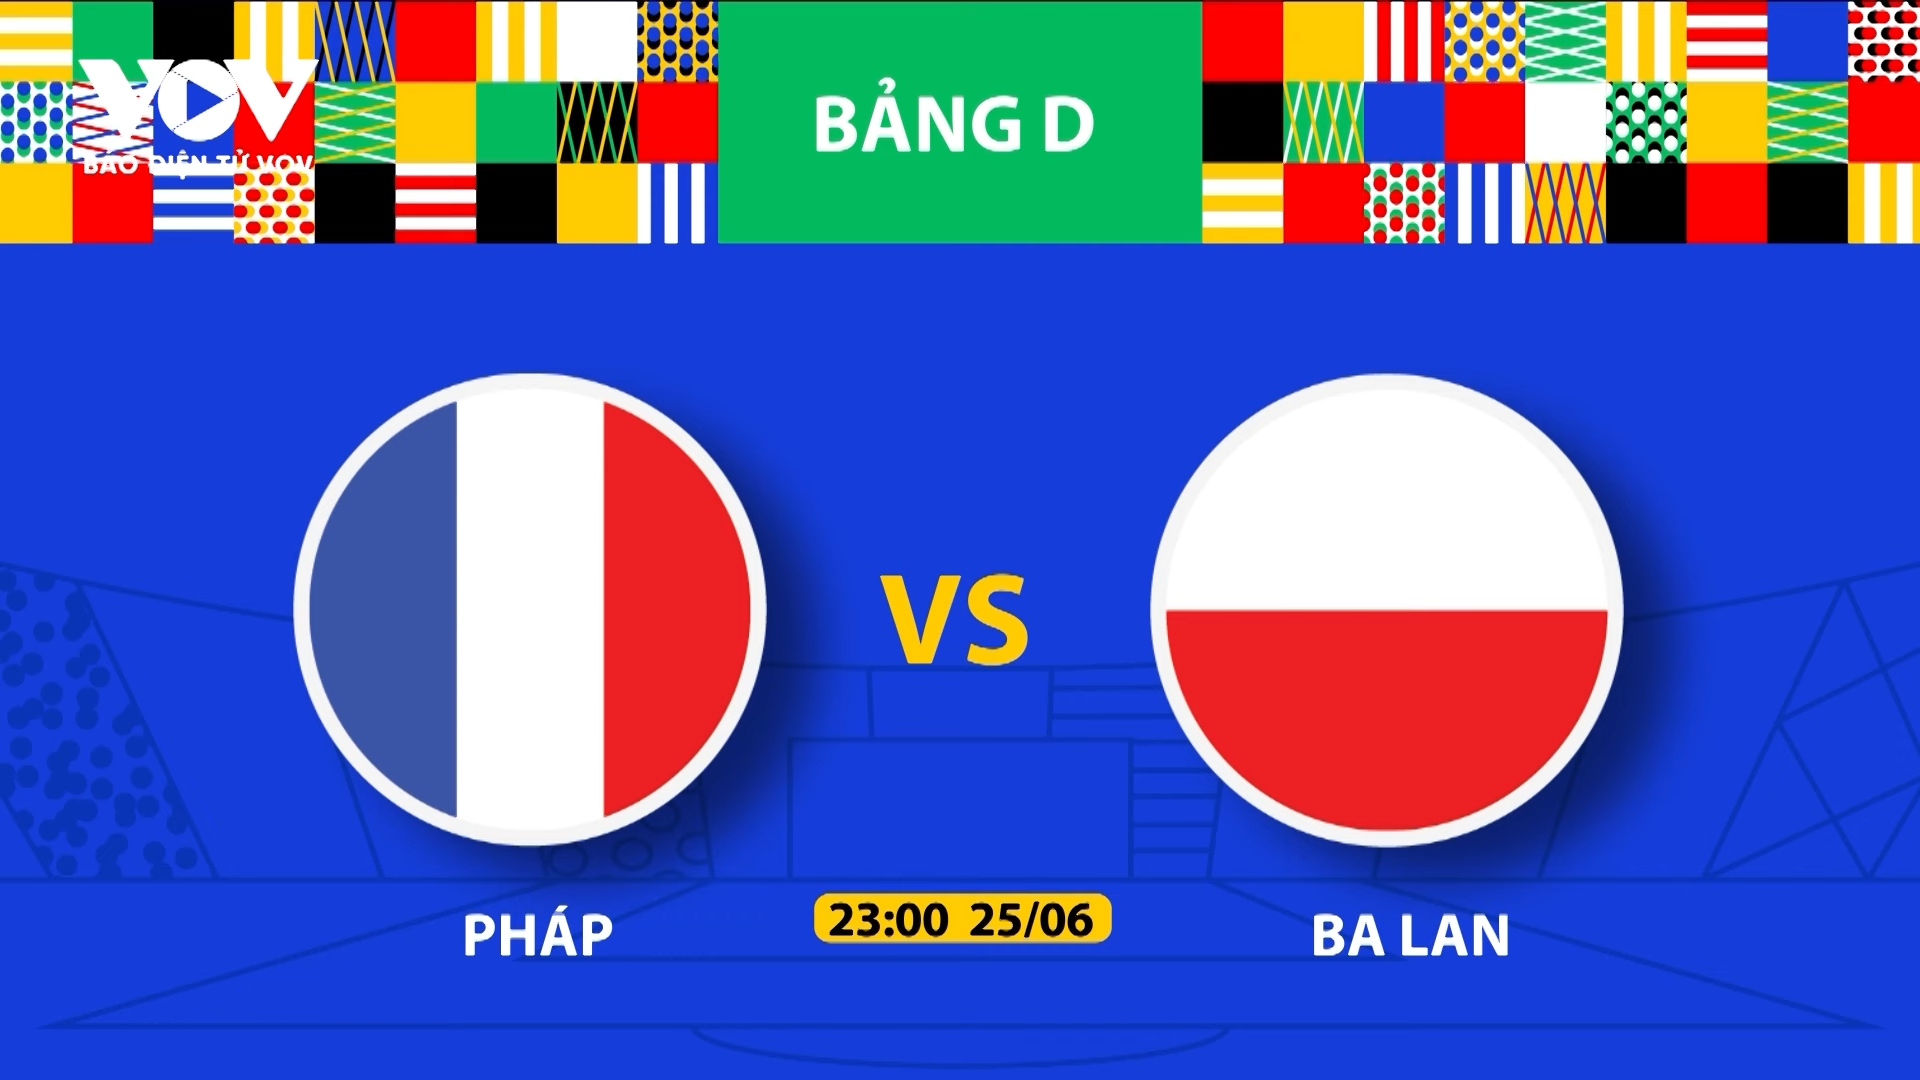 VOV
BÁO ĐIỆN TỬ VOV
BẢNG D
VS
23:00 25/06
PHÁP
BA LAN